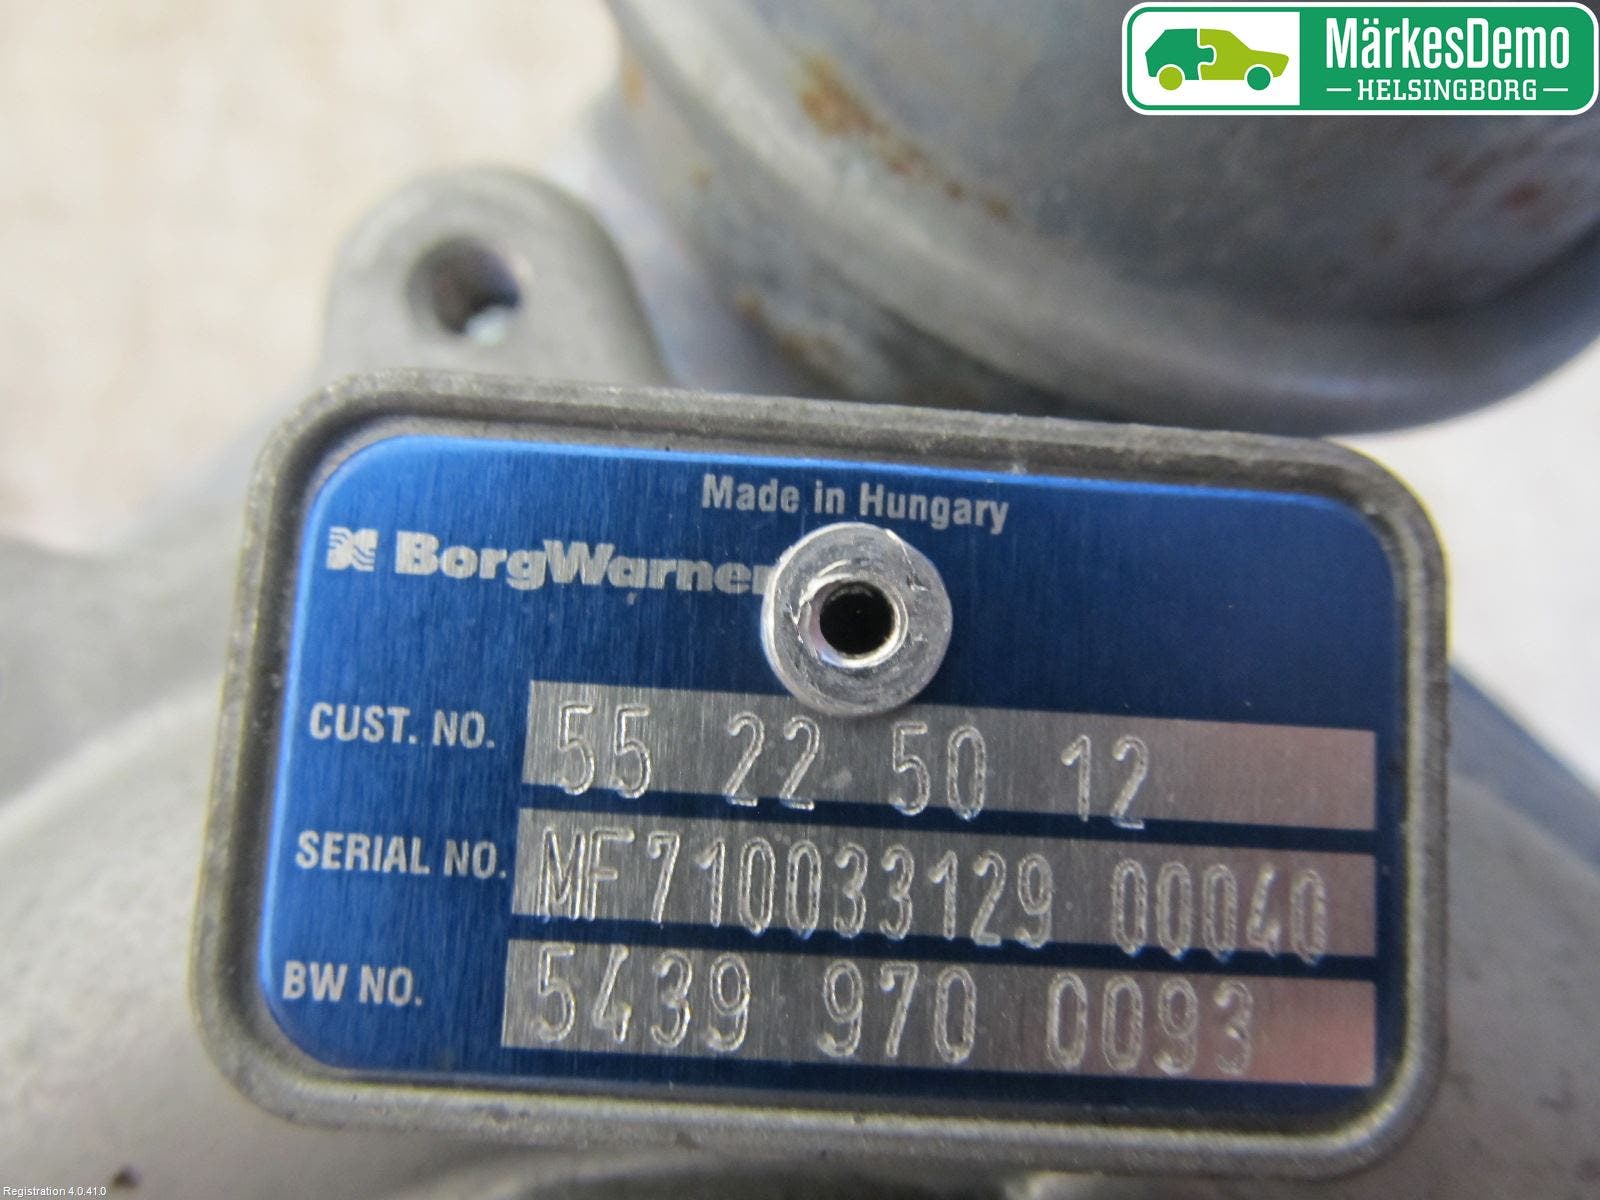 MärkesDemo
HELSINGBORG
Made in Hungary
BorgWarner
CUST. NO. 55 22 50 12
SERIAL NO. MF710033129 00040
BW NO. 5439 970 0093
Registration 4.0.41.0